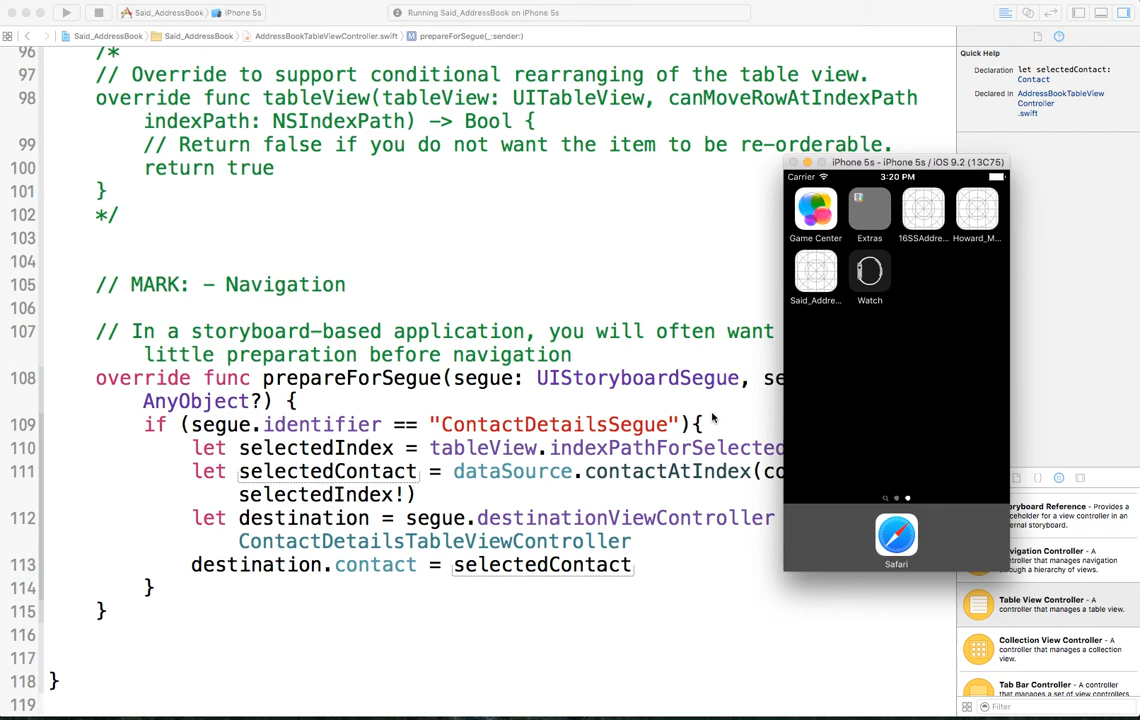 Said_AddressBook > iPhone 5s
Running Said_AddressBook on iPhone 5s
Said_AddressBook > Said_AddressBook > AddressBookTableViewController.swift > M prepareForSegue(_:sender:)
96 /*
97 // Override to support conditional rearranging of the table view.
98 override func tableView(tableView: UITableView, canMoveRowAtIndexPath
indexPath: NSIndexPath) -> Bool {
99 // Return false if you do not want the item to be re-orderable.
100 return true
101 }
102 */
103
104
105 // MARK: - Navigation
106
107 // In a storyboard-based application, you will often want
little preparation before navigation
108 override func prepareForSegue(segue: UIStoryboardSegue, se
AnyObject?) {
109 if (segue.identifier == "ContactDetailsSegue"){
110 let selectedIndex = tableView.indexPathForSelected
111 let selectedContact = dataSource.contactAtIndex(co
selectedIndex!)
112 let destination = segue.destinationViewController
ContactDetailsTableViewController
113 destination.contact = selectedContact
114 }
115 }
116
117
118 }
119
Quick Help
Declaration let selectedContact:
Contact
Declared in AddressBookTableView
Controller
.swift
iPhone 5s - iPhone 5s / iOS 9.2 (13C75)
Carrier 3:20 PM
Game Center Extras 16SSAddre... Howard_M...
Said_Addre... Watch
Safari
oryboard Reference - Provides a
ceholder for a view controller in an
ernal storyboard.
vigation Controller - A
ntroller that manages navigation
ough a hierarchy of views.
Table View Controller - A
controller that manages a table view.
Collection View Controller - A
controller that manages a collection
view.
Tab Bar Controller - A controller
that manages a set of view controllers
Filter